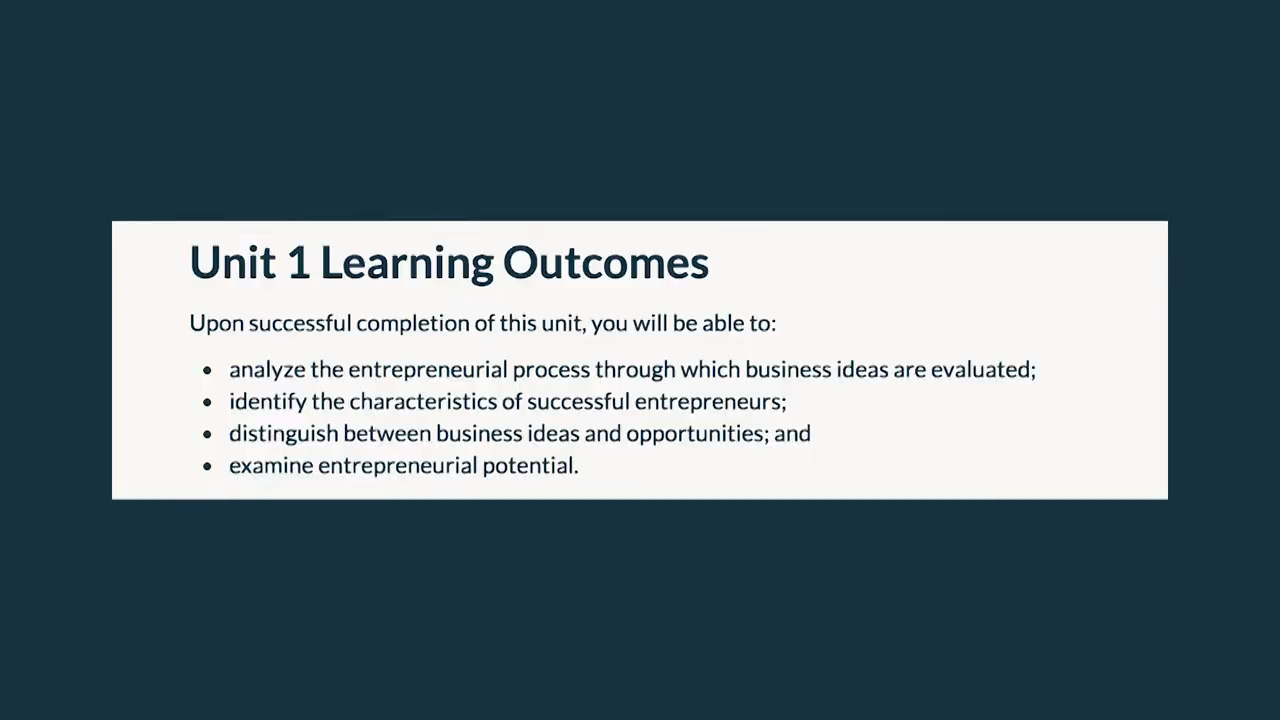 Unit 1 Learning Outcomes
Upon successful completion of this unit, you will be able to:
• analyze the entrepreneurial process through which business ideas are evaluated;
• identify the characteristics of successful entrepreneurs;
• distinguish between business ideas and opportunities; and
• examine entrepreneurial potential.